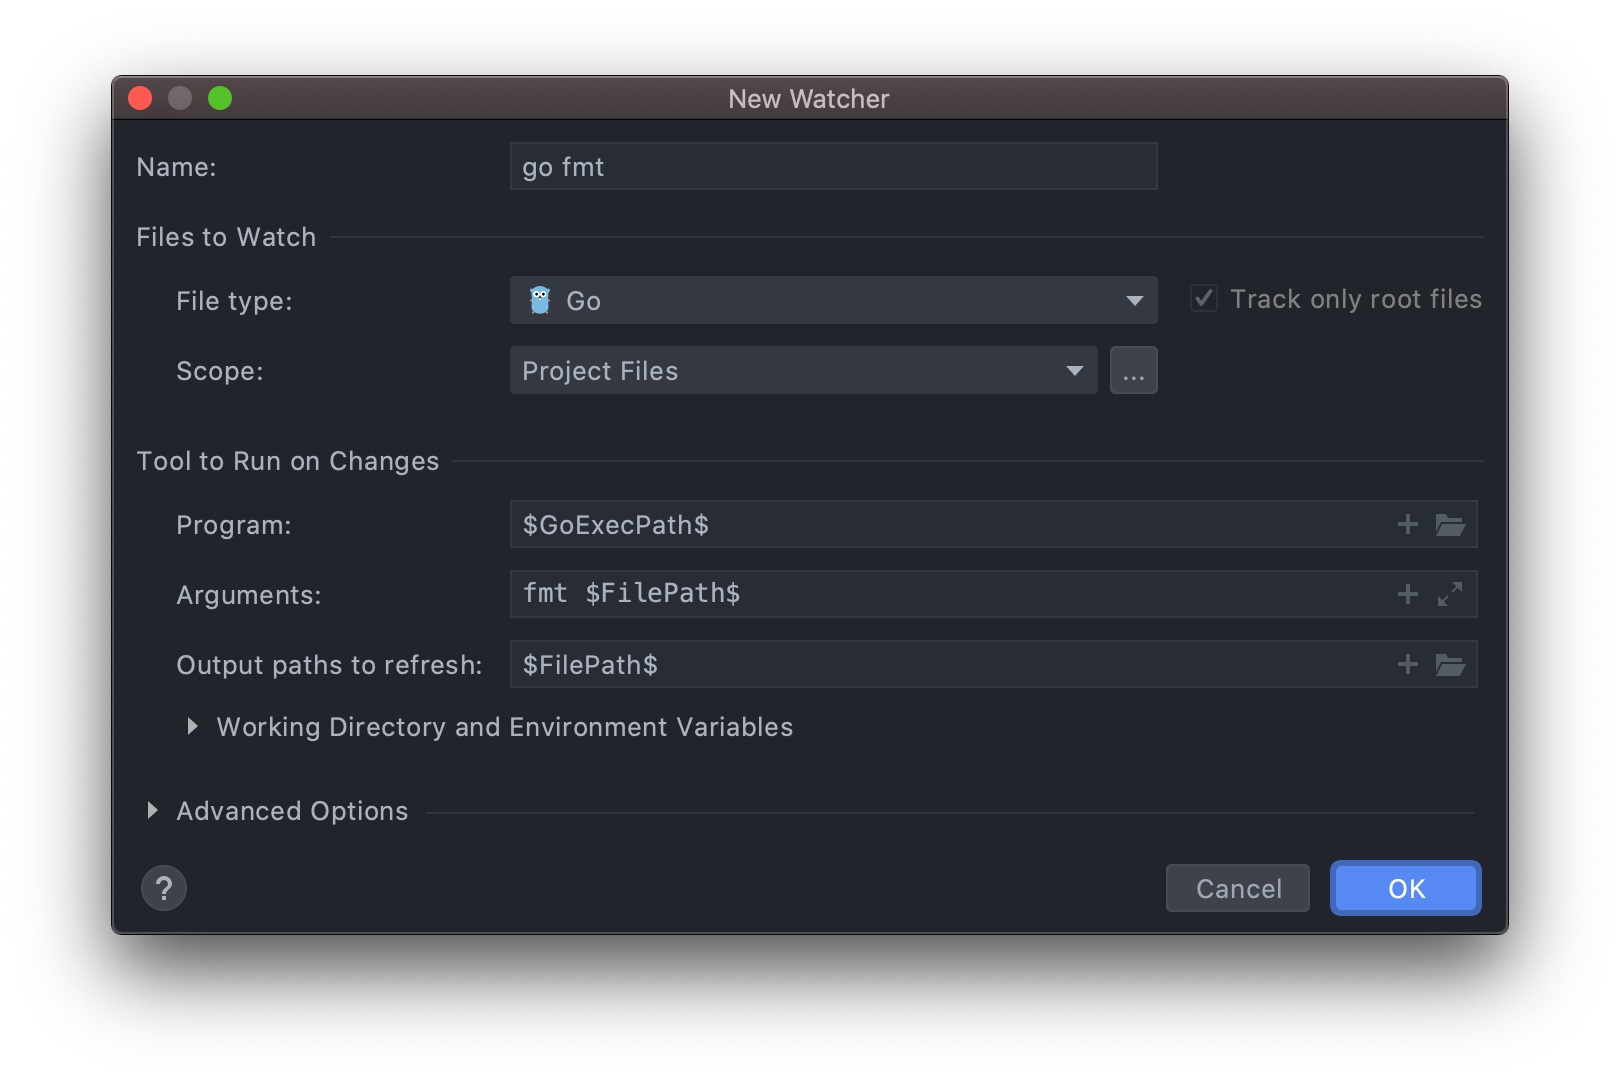 New Watcher
Name: go fmt
Files to Watch
File type: Go Track only root files
Scope: Project Files ...
Tool to Run on Changes
Program: $GoExecPath$
Arguments: fmt $FilePath$
Output paths to refresh: $FilePath$
Working Directory and Environment Variables
Advanced Options
? Cancel OK